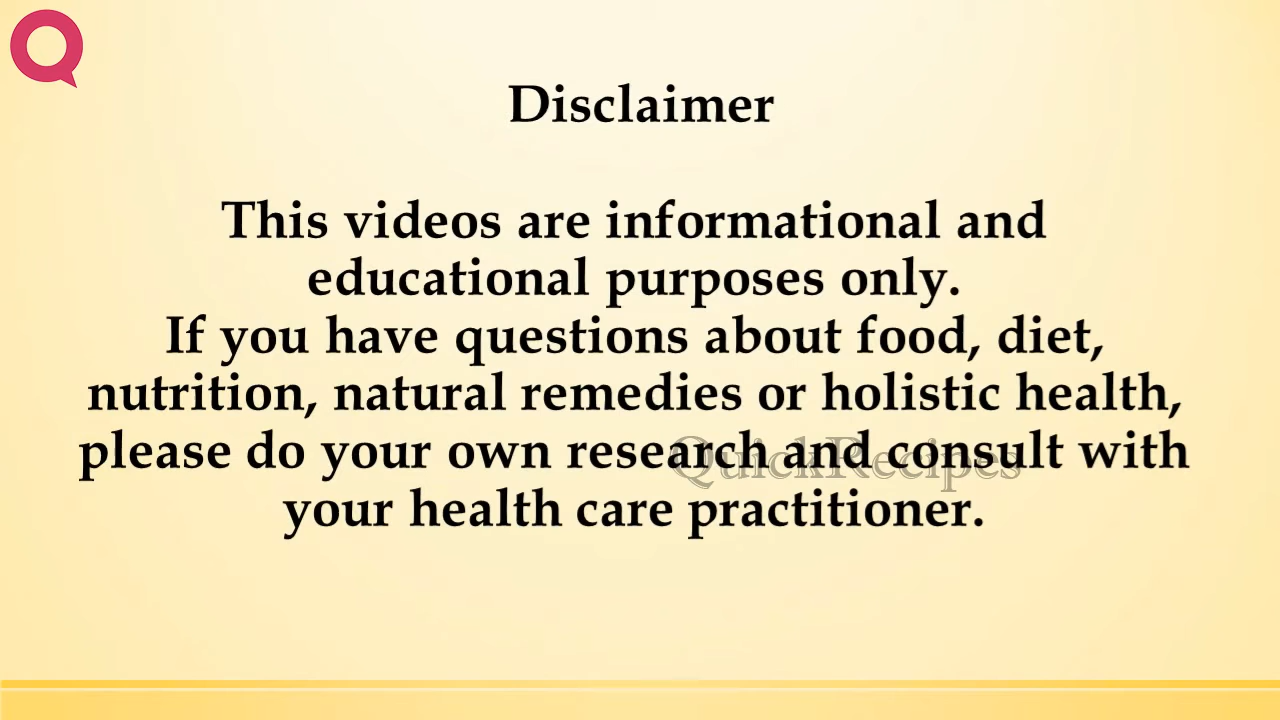 Disclaimer
This videos are informational and
educational purposes only.
If you have questions about food, diet,
nutrition, natural remedies or holistic health,
please do your own research and consult with
QuickRecipes
your health care practitioner.